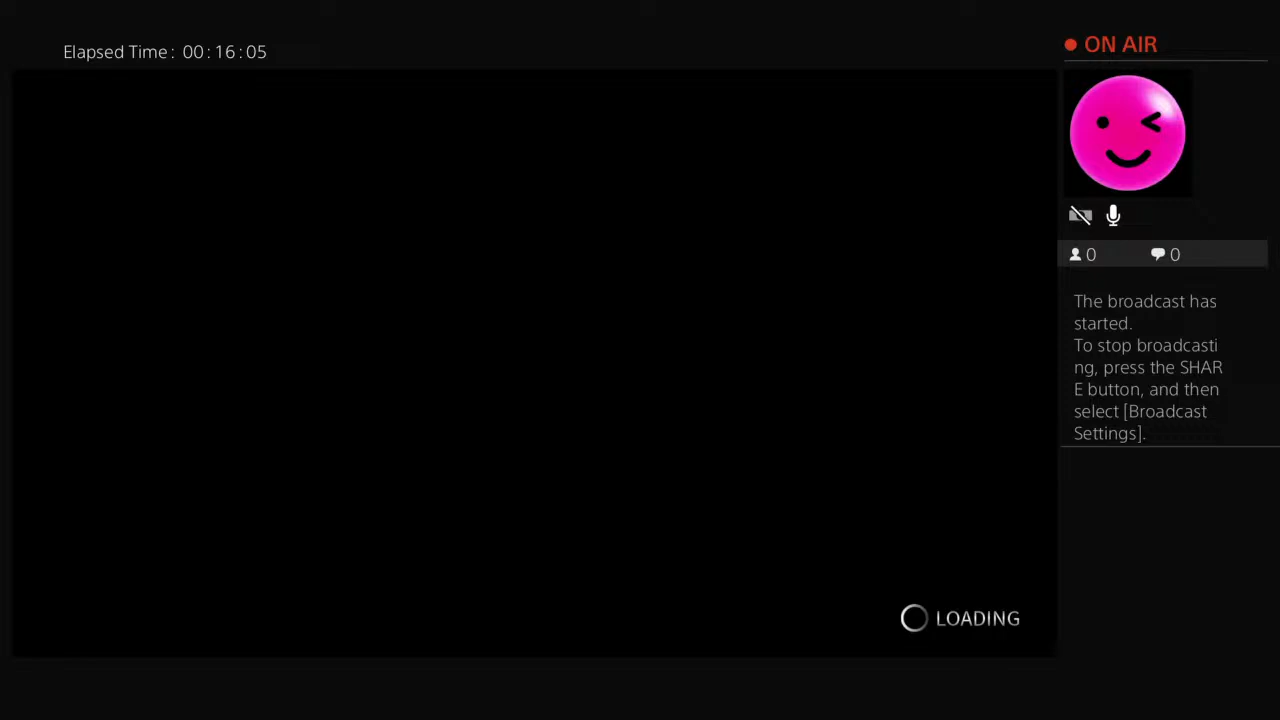 Elapsed Time: 00:16:05
ON AIR
0 0
The broadcast has
started.
To stop broadcasti
ng, press the SHAR
E button, and then
select [Broadcast
Settings].
LOADING